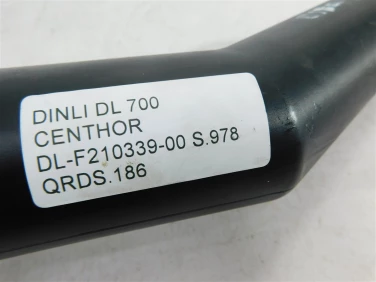 DINLI DL 700
CENTHOR
DL-F210339-00 S.978
QRDS.186